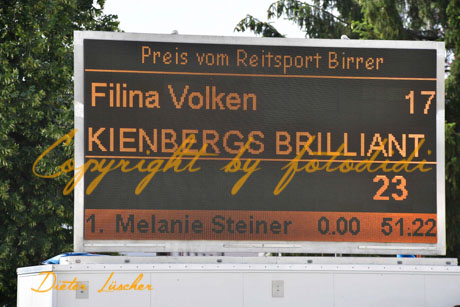 Preis vom Reitsport Birrer
Filina Volken 17
KIENBERGS BRILLIANT
Copyright by fotodidi
23
1. Melanie Steiner 0.00 51.22
Dieter Lüscher